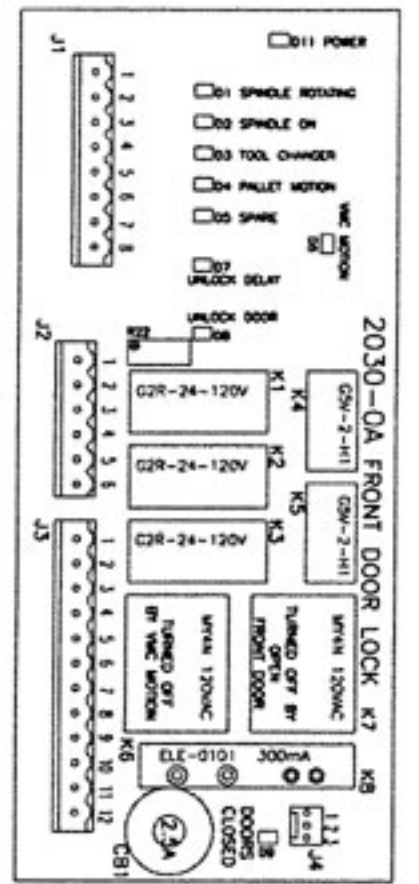 D11 POWER
J1
1
2
3
4
5
6
7
8
D1 SPINDLE ROTATING
D2 SPINDLE ON
D3 TOOL CHANGER
D4 PALLET MOTION
D5 SPARE
VMC MOTION
D6
D7
UNLOCK DELAY
UNLOCK DOOR
D8
R22
2030-0A FRONT DOOR LOCK
J2
1
2
3
4
5
6
G2R-24-120V
K1
G2R-24-120V
K2
G2R-24-120V
K3
K4
G5V-2-H1
K5
G5V-2-H1
J3
1
2
3
4
5
6
7
8
9
10
11
12
MYAN 120VAC
TURNED OFF
BY VMC MOTION
K6
MYAN 120VAC
TURNED OFF BY
OPEN
FRONT DOOR
K7
ELE-0101 300mA
K8
CB1
DOORS
CLOSED
J4
1
2
3